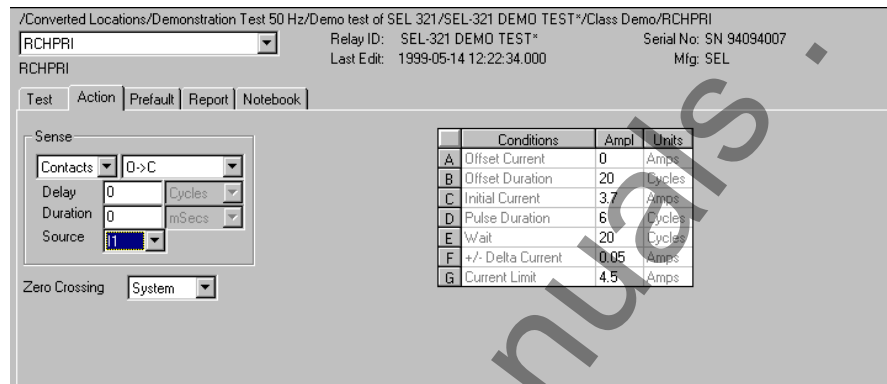 /Converted Locations/Demonstration Test 50 Hz/Demo test of SEL 321/SEL-321 DEMO TEST*/Class Demo/RCHPRI
RCHPRI Relay ID: SEL-321 DEMO TEST* Serial No: SN 94094007
RCHPRI Last Edit: 1999-05-14 12:22:34.000 Mfg: SEL
Test Action Prefault Report Notebook
Sense
Contacts O->C
Delay 0 Cycles
Duration 0 mSecs
Source I1
Zero Crossing System
Conditions Ampl Units
A Offset Current 0 Amps
B Offset Duration 20 Cycles
C Initial Current 3.7 Amps
D Pulse Duration 6 Cycles
E Wait 20 Cycles
F +/- Delta Current 0.05 Amps
G Current Limit 4.5 Amps